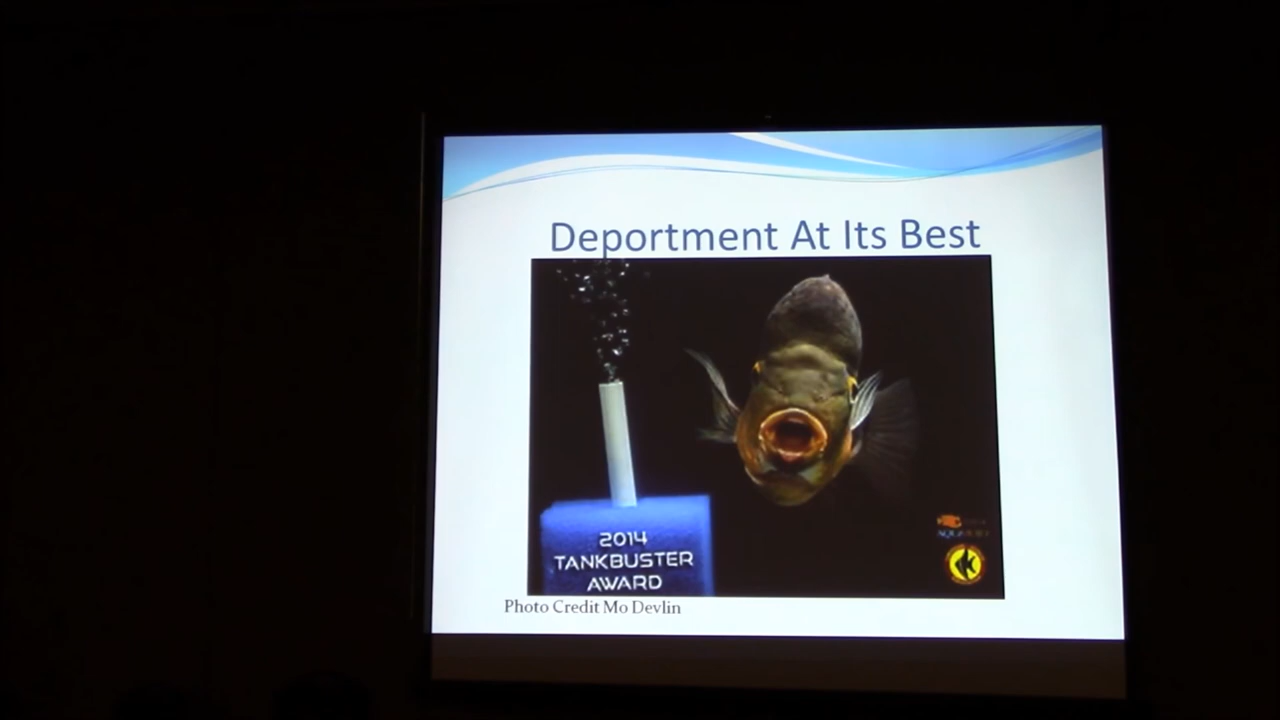 Deportment At Its Best
2014
TANKBUSTER
AWARD
Photo Credit Mo Devlin